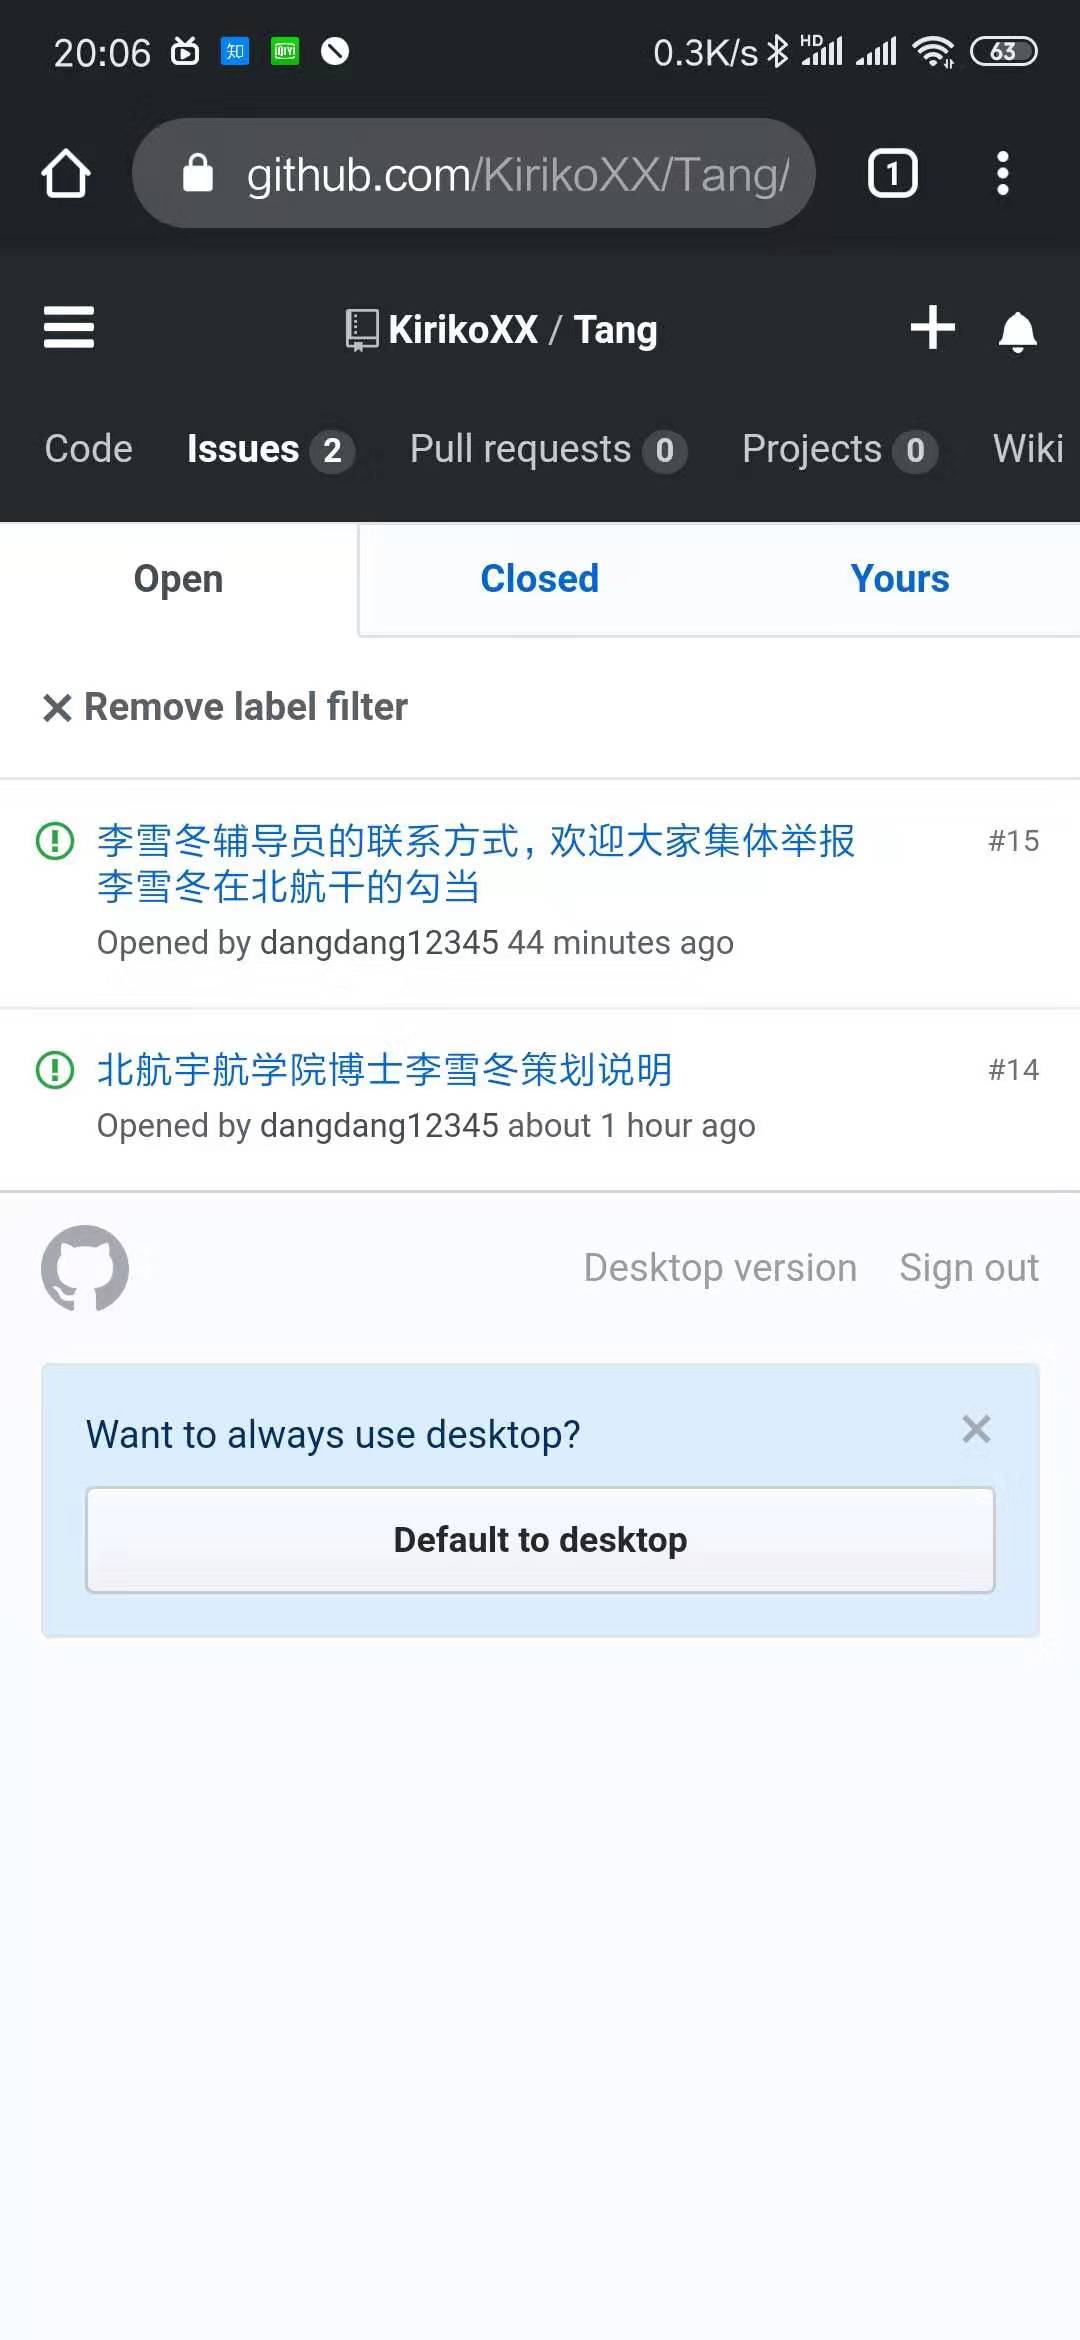 20:06 知 iQIYI 0.3K/s HD 63
github.com/KirikoXX/Tang/ 1
KirikoXX / Tang
Code Issues 2 Pull requests 0 Projects 0 Wiki
Open Closed Yours
Remove label filter
李雪冬辅导员的联系方式，欢迎大家集体举报 #15
李雪冬在北航干的勾当
Opened by dangdang12345 44 minutes ago
北航宇航学院博士李雪冬策划说明 #14
Opened by dangdang12345 about 1 hour ago
Desktop version Sign out
Want to always use desktop?
Default to desktop